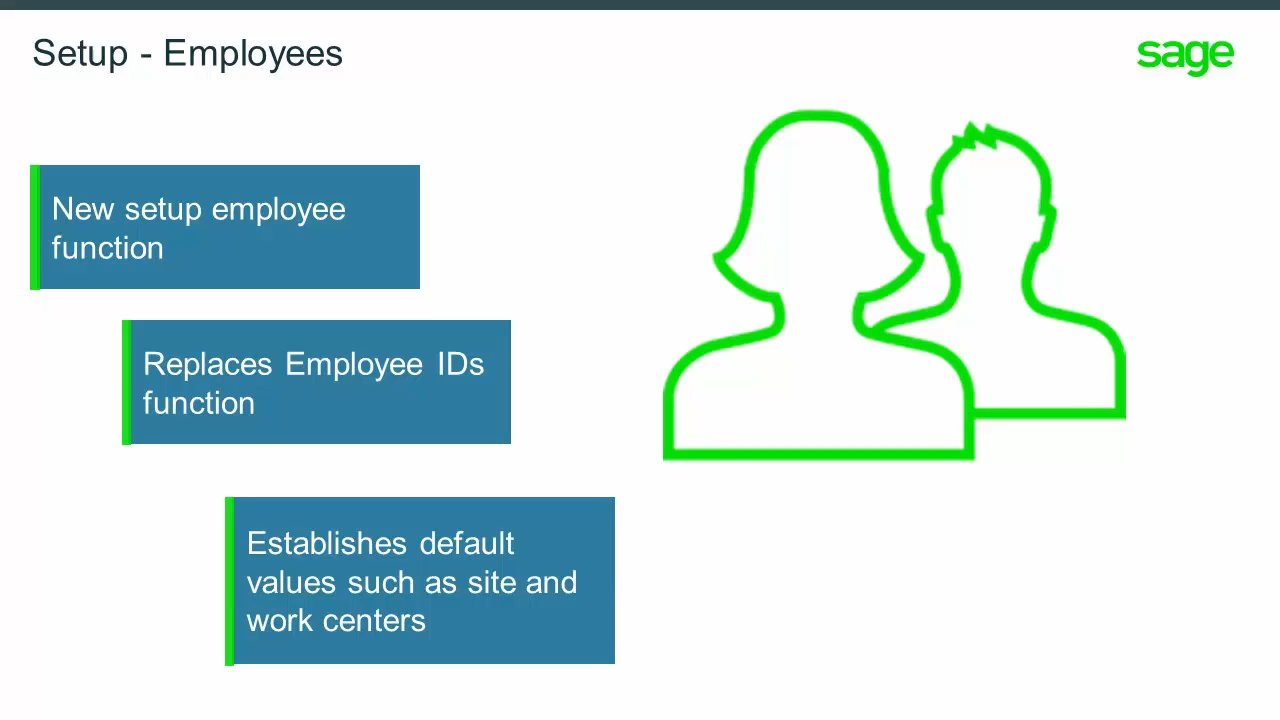 Setup - Employees
sage
New setup employee
function
Replaces Employee IDs
function
Establishes default
values such as site and
work centers